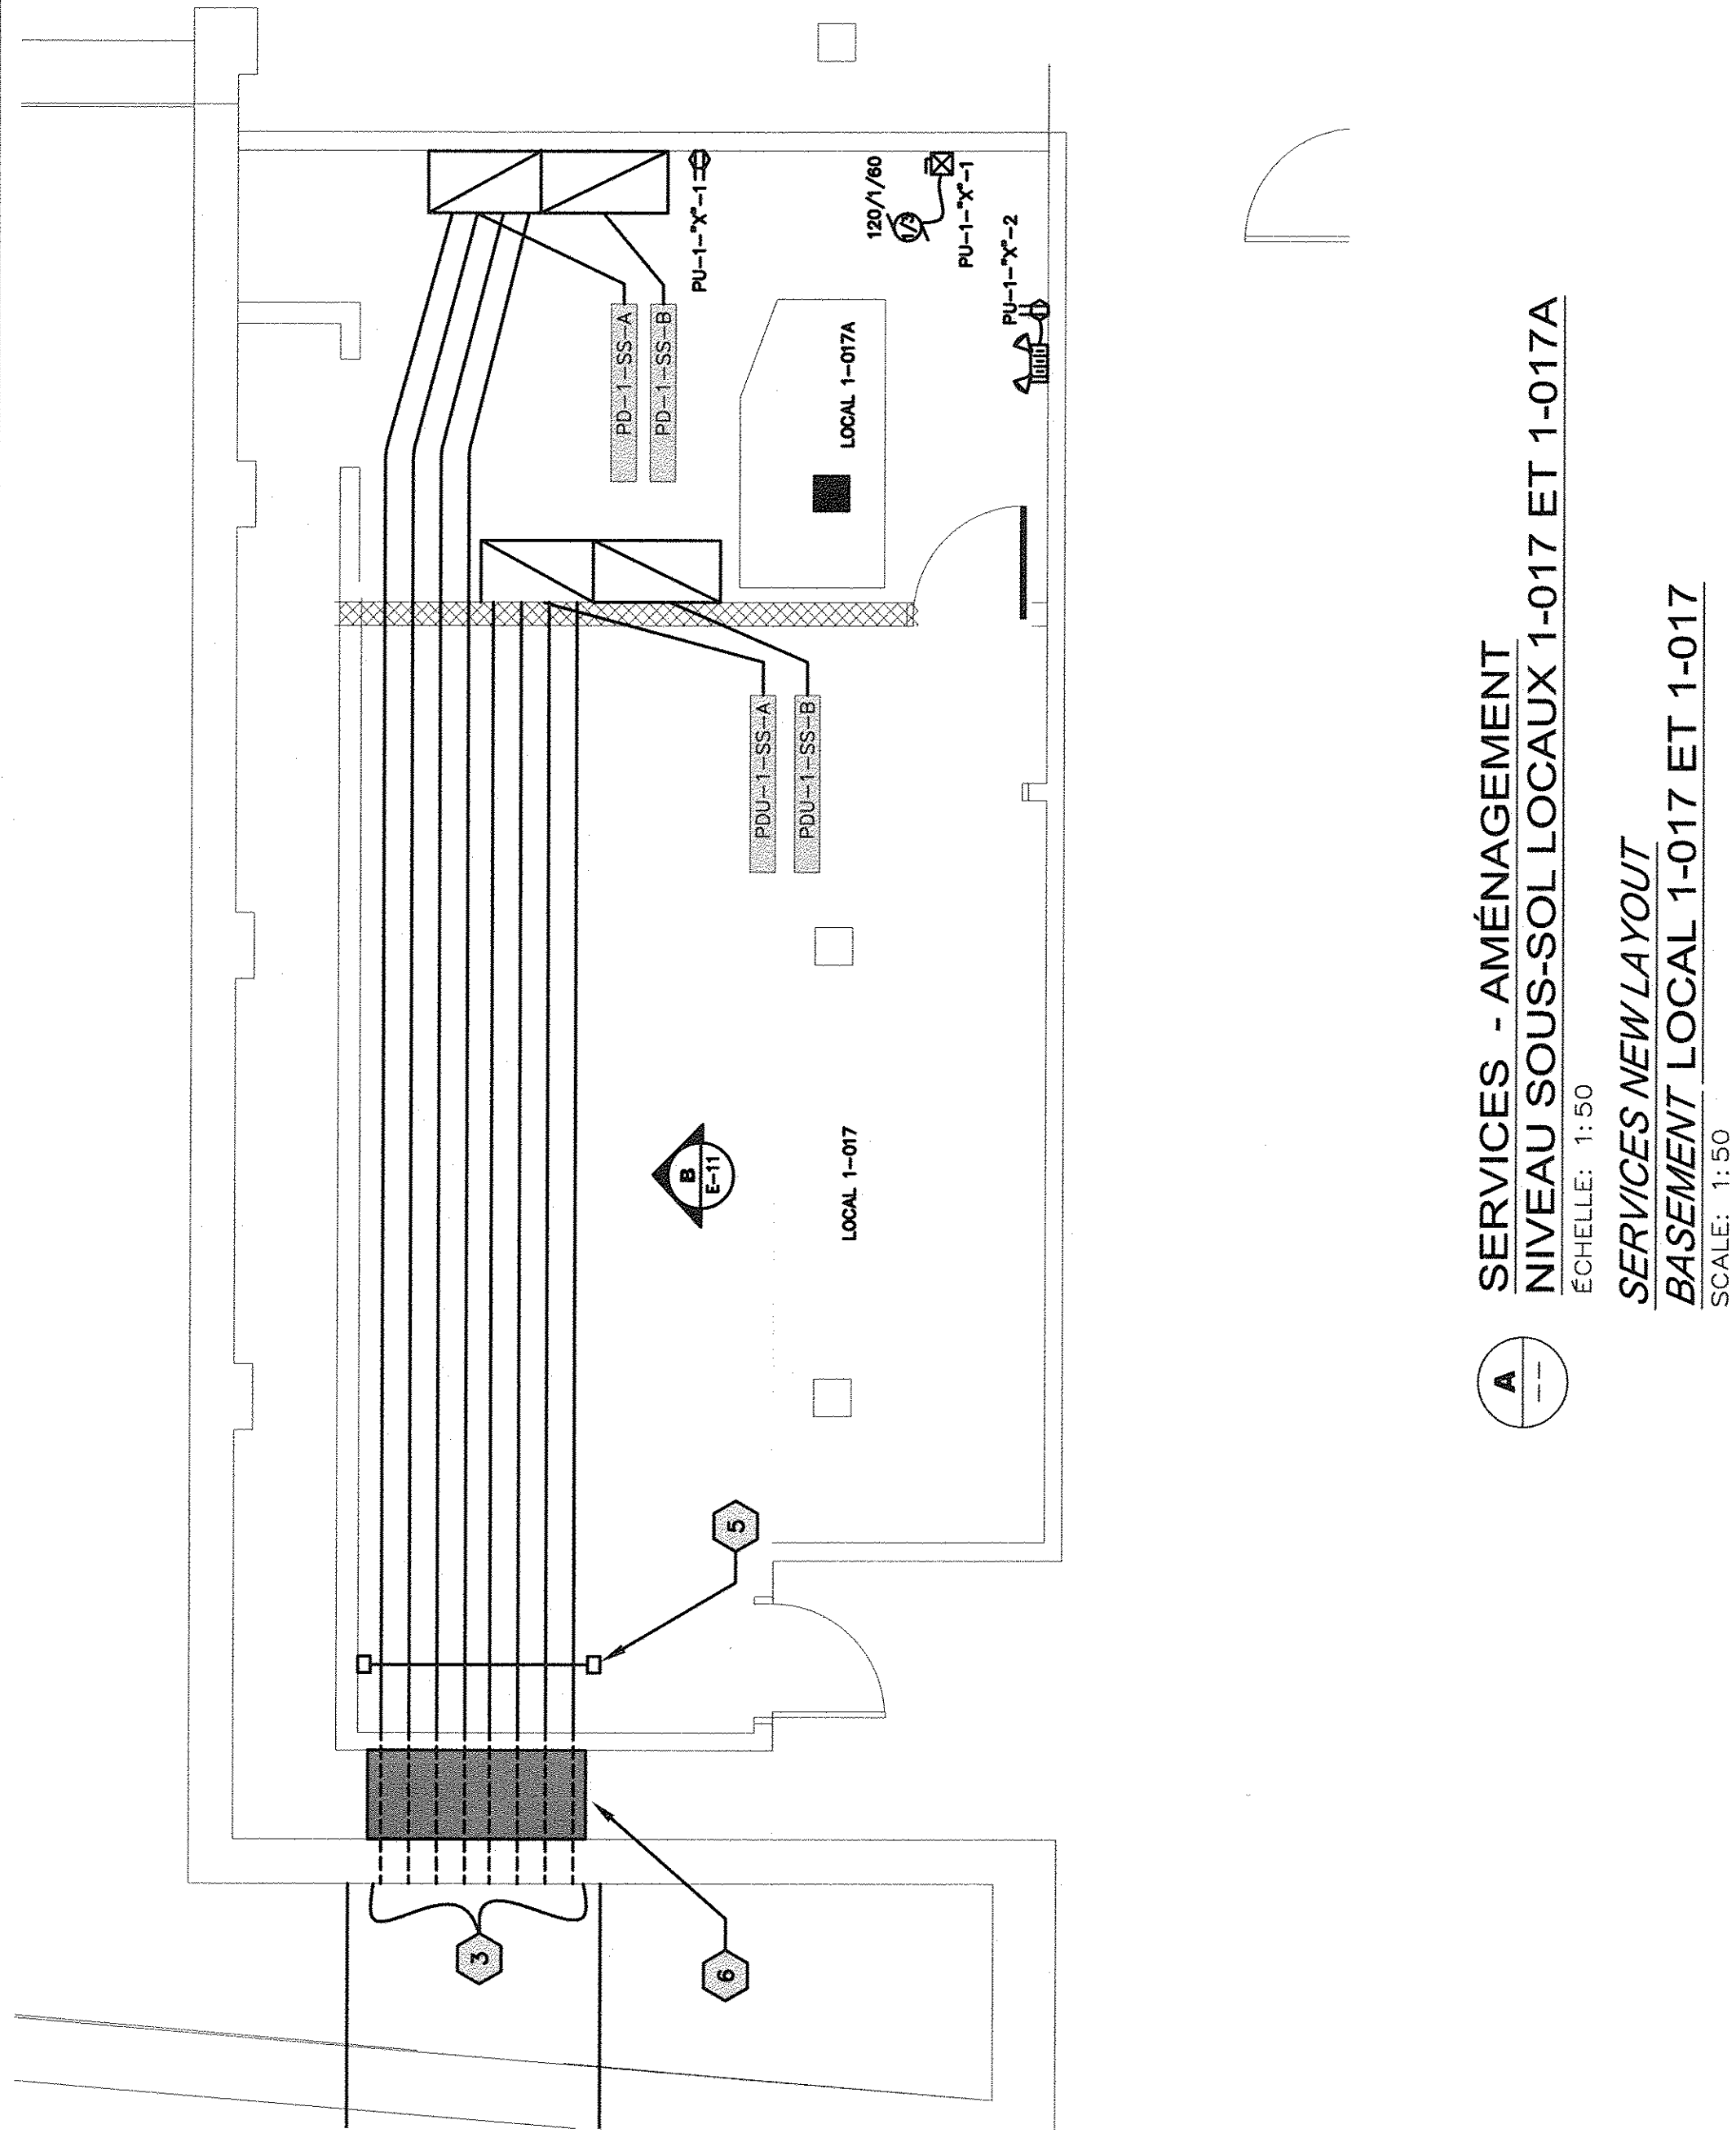 PU-1-"X"-1
120/1/60
1/3
PU-1-"X"-1
PU-1-"X"-2
PD-1-SS-A
PD-1-SS-B
LOCAL 1-017A
PDU-1-SS-A
PDU-1-SS-B
B
E-11
LOCAL 1-017
5
3
6
A
SERVICES - AMÉNAGEMENT
NIVEAU SOUS-SOL LOCAUX 1-017 ET 1-017A
ÉCHELLE: 1:50
SERVICES NEW LAYOUT
BASEMENT LOCAL 1-017 ET 1-017
SCALE: 1:50